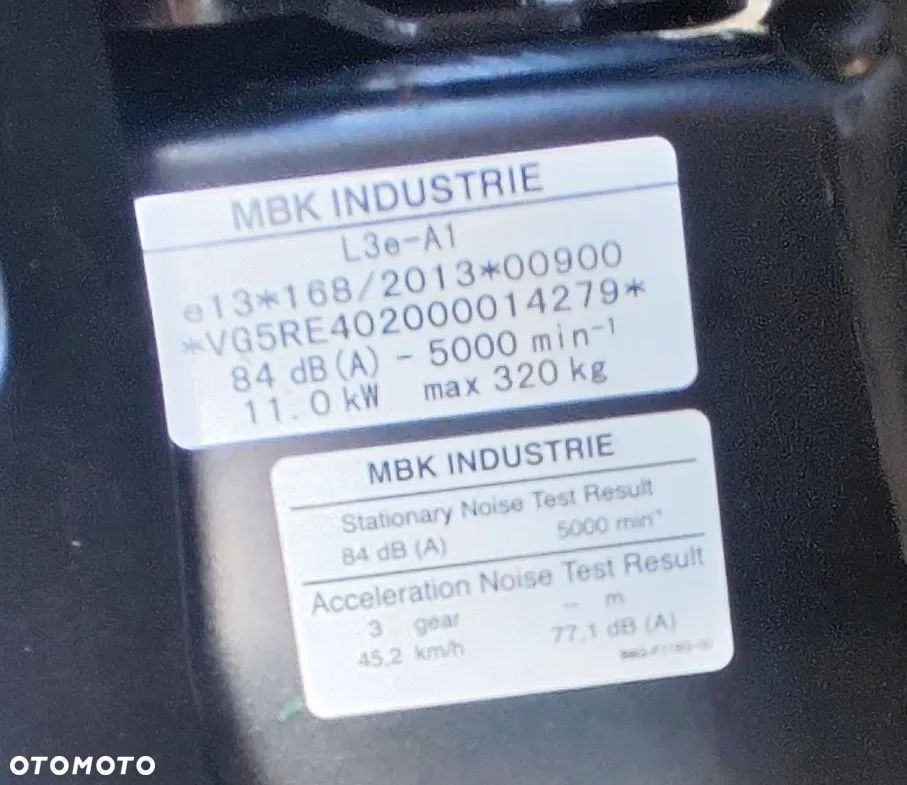 MBK INDUSTRIE
L3e-A1
e13*168/2013*00900
*VG5RE402000014279*
84 dB(A) - 5000 min⁻¹
11.0 kW max 320 kg
MBK INDUSTRIE
Stationary Noise Test Result
84 dB (A) 5000 min⁻¹
Acceleration Noise Test Result
3 gear -- m
45,2 km/h 77,1 dB (A)
OTOMOTO